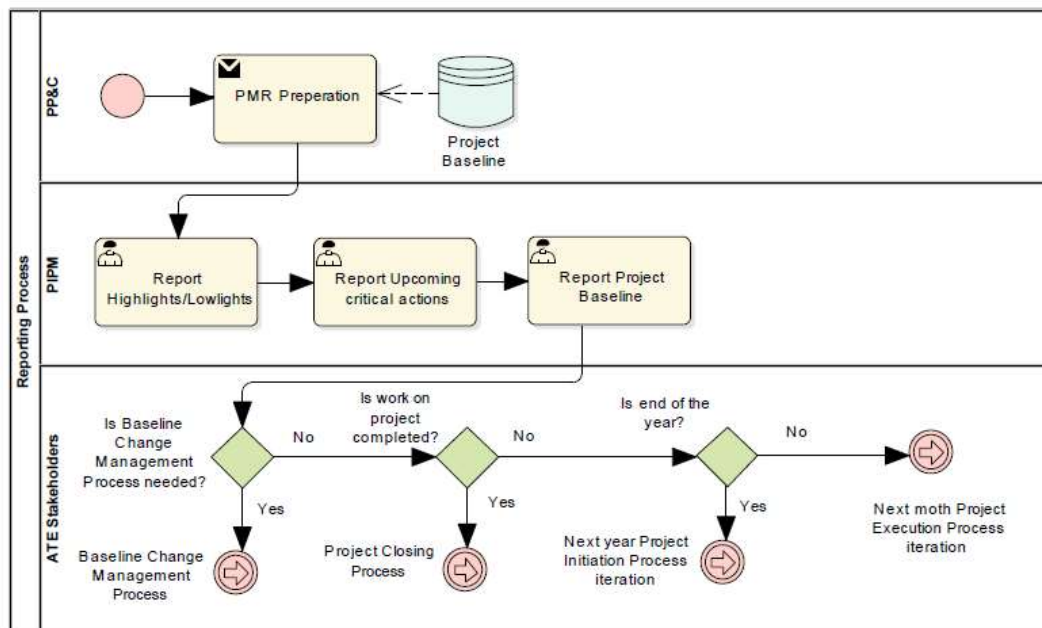 Reporting Process
PP&C
PMR Preperation
Project
Baseline
PIPM
Report
Highlights/Lowlights
Report Upcoming
critical actions
Report Project
Baseline
ATE Stakeholders
Is Baseline
Change
Management
Process needed?
No
Yes
Baseline Change
Management
Process
Is work on
project
completed?
No
Yes
Project Closing
Process
Is end of the
year?
No
Yes
Next year Project
Initiation Process
iteration
Next moth Project
Execution Process
iteration